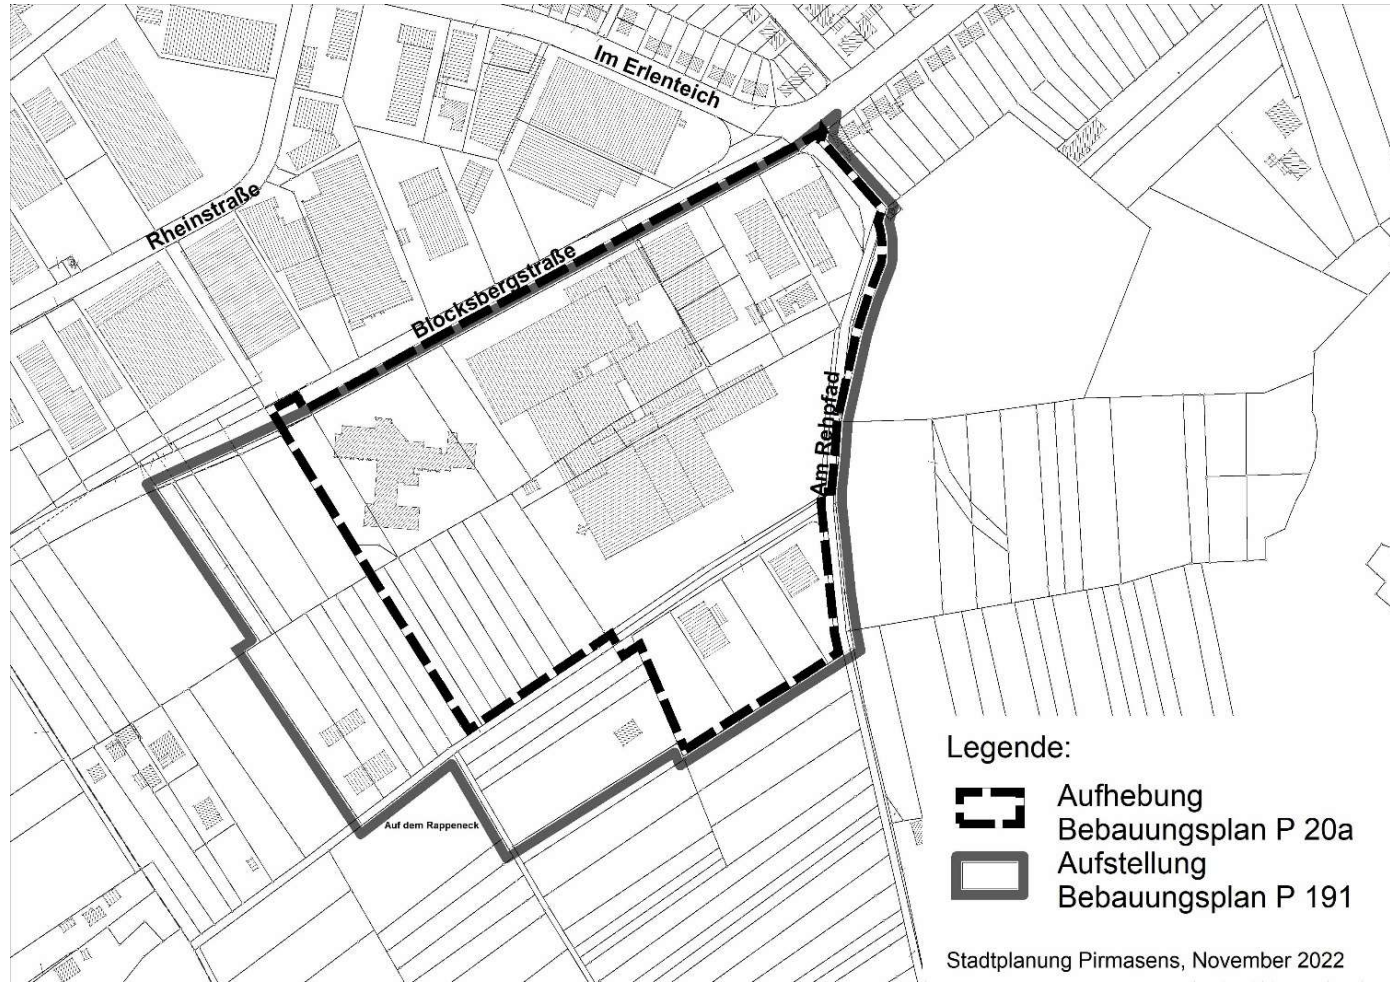 Im Erlenteich
Rheinstraße
Blocksbergstraße
Am Rehpfad
Auf dem Rappeneck
Legende:
Aufhebung
Bebauungsplan P 20a
Aufstellung
Bebauungsplan P 191
Stadtplanung Pirmasens, November 2022